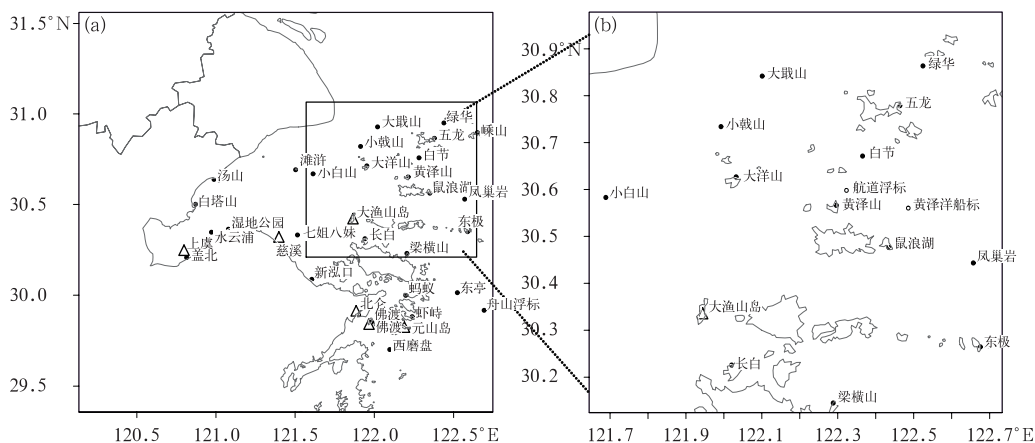 (a)
31.5°N
31.0
30.5
30.0
29.5
120.5
121.0
121.5
122.0
122.5°E
大戢山
绿华
小戢山
五龙
嵊山
滩浒
白节
大洋山
小白山
黄泽山
汤山
鼠浪湖
凤巢岩
白塔山
大渔山岛
湿地公园
东极
上虞
水云浦
七姐八妹
长白
慈溪
盖北
梁横山
新泓口
蚂蚁
东亭
北仑
舟山浮标
佛渡
虾峙
佛渡
元山岛
西磨盘
(b)
30.9°N
30.8
30.7
30.6
30.5
30.4
30.3
30.2
121.7
121.9
122.1
122.3
122.5
122.7°E
大戢山
绿华
五龙
小戢山
白节
大洋山
航道浮标
小白山
黄泽山
黄泽洋船标
鼠浪湖
凤巢岩
大渔山岛
东极
长白
梁横山